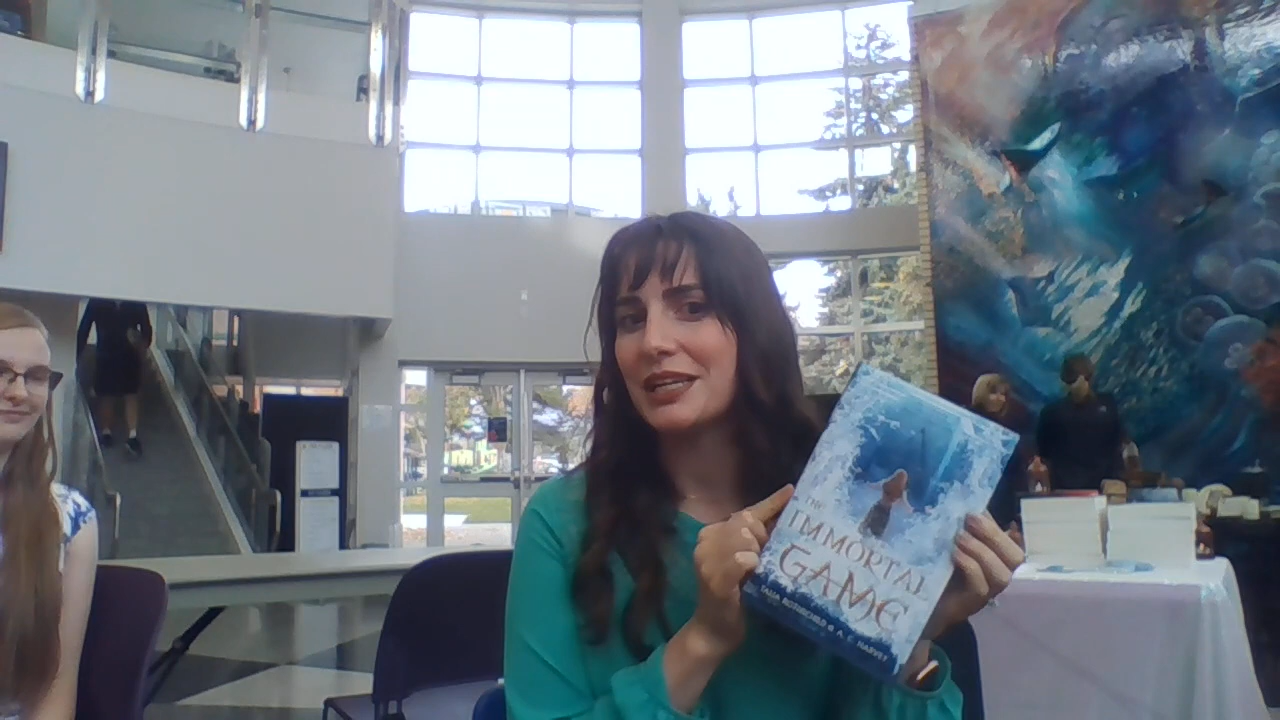 THE
IMMORTAL
GAME
TALIA ROTHSCHILD & A. C. HARVEY